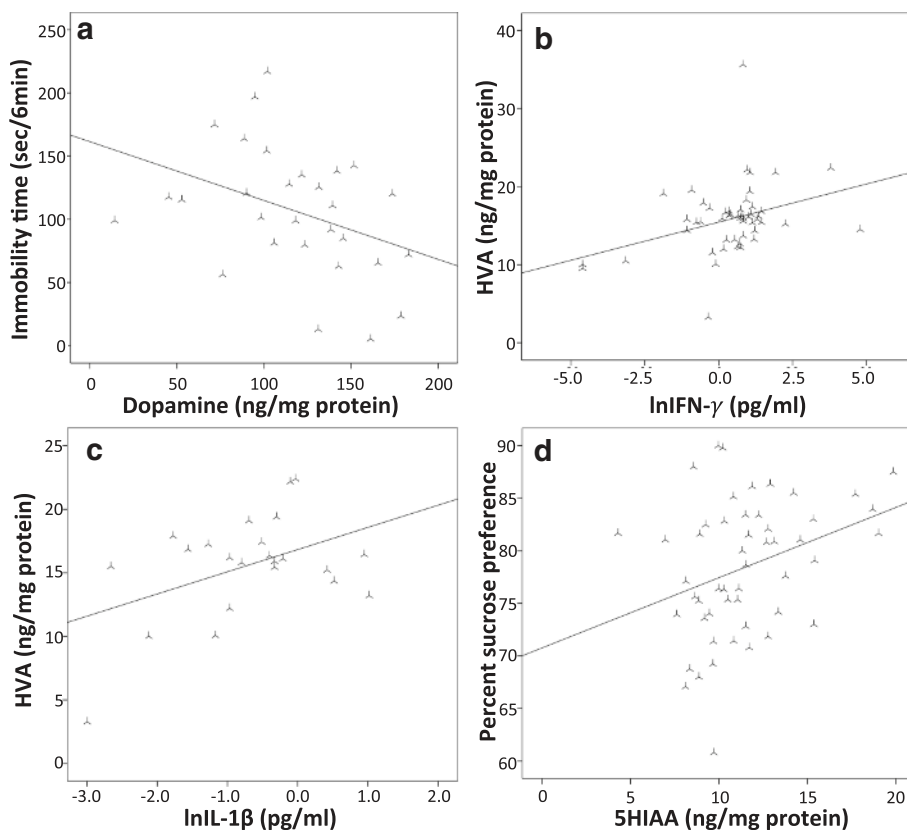 a
250
200
150
100
50
0
Immobility time (sec/6min)
0 50 100 150 200
Dopamine (ng/mg protein)
b
40
30
20
10
0
HVA (ng/mg protein)
-5.0 -2.5 0.0 2.5 5.0
lnIFN-γ (pg/ml)
c
25
20
15
10
5
0
HVA (ng/mg protein)
-3.0 -2.0 -1.0 0.0 1.0 2.0
lnIL-1β (pg/ml)
d
90
85
80
75
70
65
60
Percent sucrose preference
0 5 10 15 20
5HIAA (ng/mg protein)